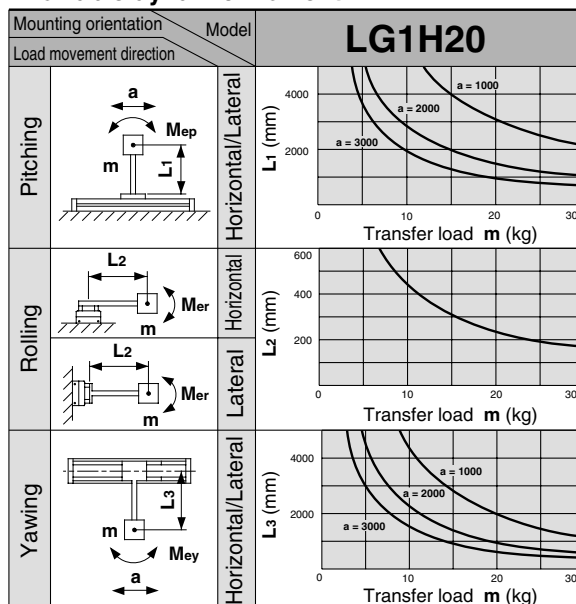 Mounting orientation
Model
Load movement direction
LG1H20
Pitching
a
Mep
m
L1
Horizontal/Lateral
L1 (mm)
4000
2000
a = 1000
a = 2000
a = 3000
0
10
20
30
Transfer load m (kg)
Rolling
L2
Mer
m
Horizontal
L2
Mer
m
Lateral
L2 (mm)
600
400
200
0
10
20
30
Transfer load m (kg)
Yawing
L3
m
Mey
a
Horizontal/Lateral
L3 (mm)
4000
2000
a = 1000
a = 2000
a = 3000
0
10
20
30
Transfer load m (kg)